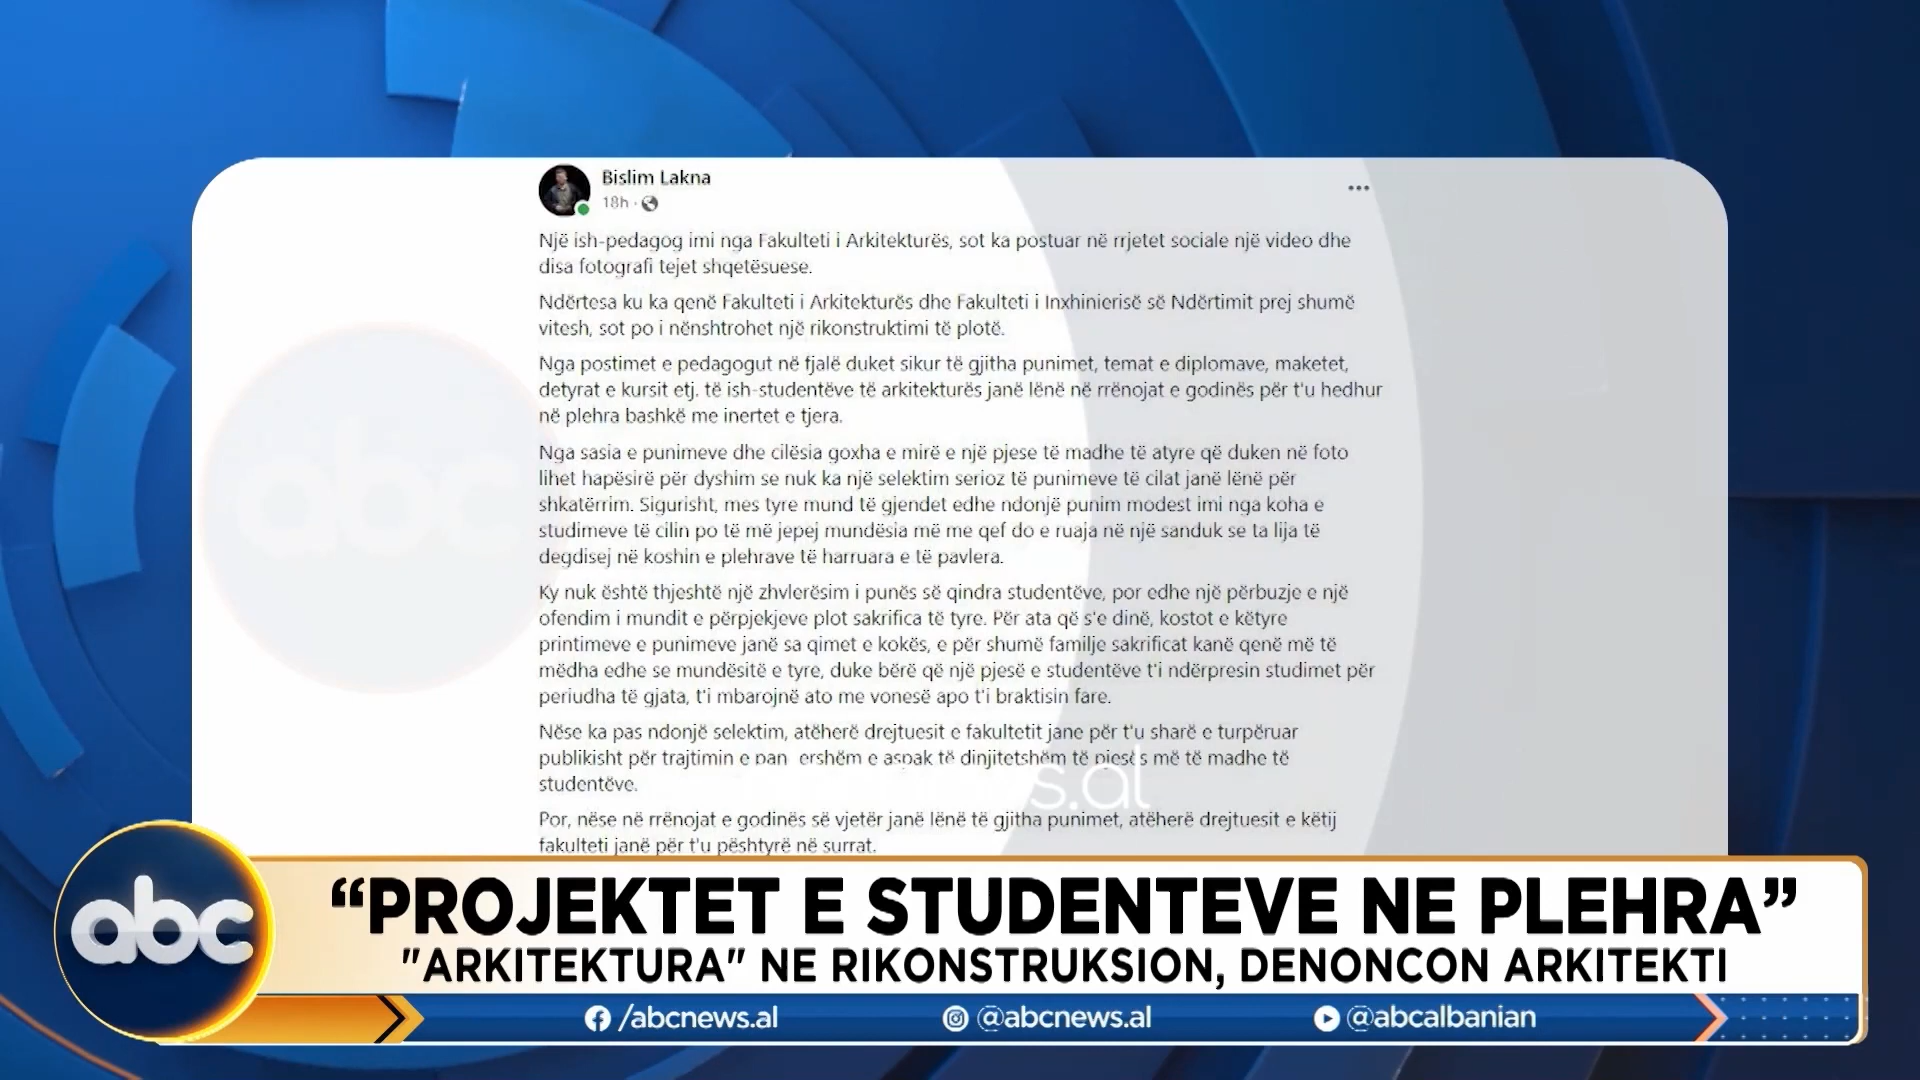 Bislim Lakna
18h ·
Një ish-pedagog imi nga Fakulteti i Arkitekturës, sot ka postuar në rrjetet sociale një video dhe
disa fotografi tejet shqetësuese.
Ndërtesa ku ka qenë Fakulteti i Arkitekturës dhe Fakulteti i Inxhinierisë së Ndërtimit prej shumë
vitesh, sot po i nënshtrohet një rikonstruktimi të plotë.
Nga postimet e pedagogut në fjalë duket sikur të gjitha punimet, temat e diplomave, maketet,
detyrat e kursit etj. të ish-studentëve të arkitekturës janë lënë në rrënojat e godinës për t'u hedhur
në plehra bashkë me inertet e tjera.
Nga sasia e punimeve dhe cilësia goxha e mirë e një pjese të madhe të atyre që duken në foto
lihet hapësirë për dyshim se nuk ka një selektim serioz të punimeve të cilat janë lënë për
shkatërrim. Sigurisht, mes tyre mund të gjendet edhe ndonjë punim modest imi nga koha e
studimeve të cilin po të më jepej mundësia më me qef do e ruaja në një sanduk se ta lija të
degdisej në koshin e plehrave të harruara e të pavlera.
Ky nuk është thjeshtë një zhvlerësim i punës së qindra studentëve, por edhe një përbuzje e një
ofendim i mundit e përpjekjeve plot sakrifica të tyre. Për ata që s'e dinë, kostot e këtyre
printimeve e punimeve janë sa qimet e kokës, e për shumë familje sakrificat kanë qenë më të
mëdha edhe se mundësitë e tyre, duke bërë që një pjesë e studentëve t'i ndërpresin studimet për
periudha të gjata, t'i mbarojnë ato me vonesë apo t'i braktisin fare.
Nëse ka pas ndonjë selektim, atëherë drejtuesit e fakultetit jane për t'u sharë e turpëruar
publikisht për trajtimin e aspak të dinjitetshëm të pjesës më të madhe të
studentëve.
Por, nëse në rrënojat e godinës së vjetër janë lënë të gjitha punimet, atëherë drejtuesit e këtij
fakulteti janë për t'u pështyrë në surrat.
abc
s.al
abc
“PROJEKTET E STUDENTEVE NE PLEHRA”
"ARKITEKTURA" NE RIKONSTRUKSION, DENONCON ARKITEKTI
/abcnews.al @abcnews.al @abcalbanian